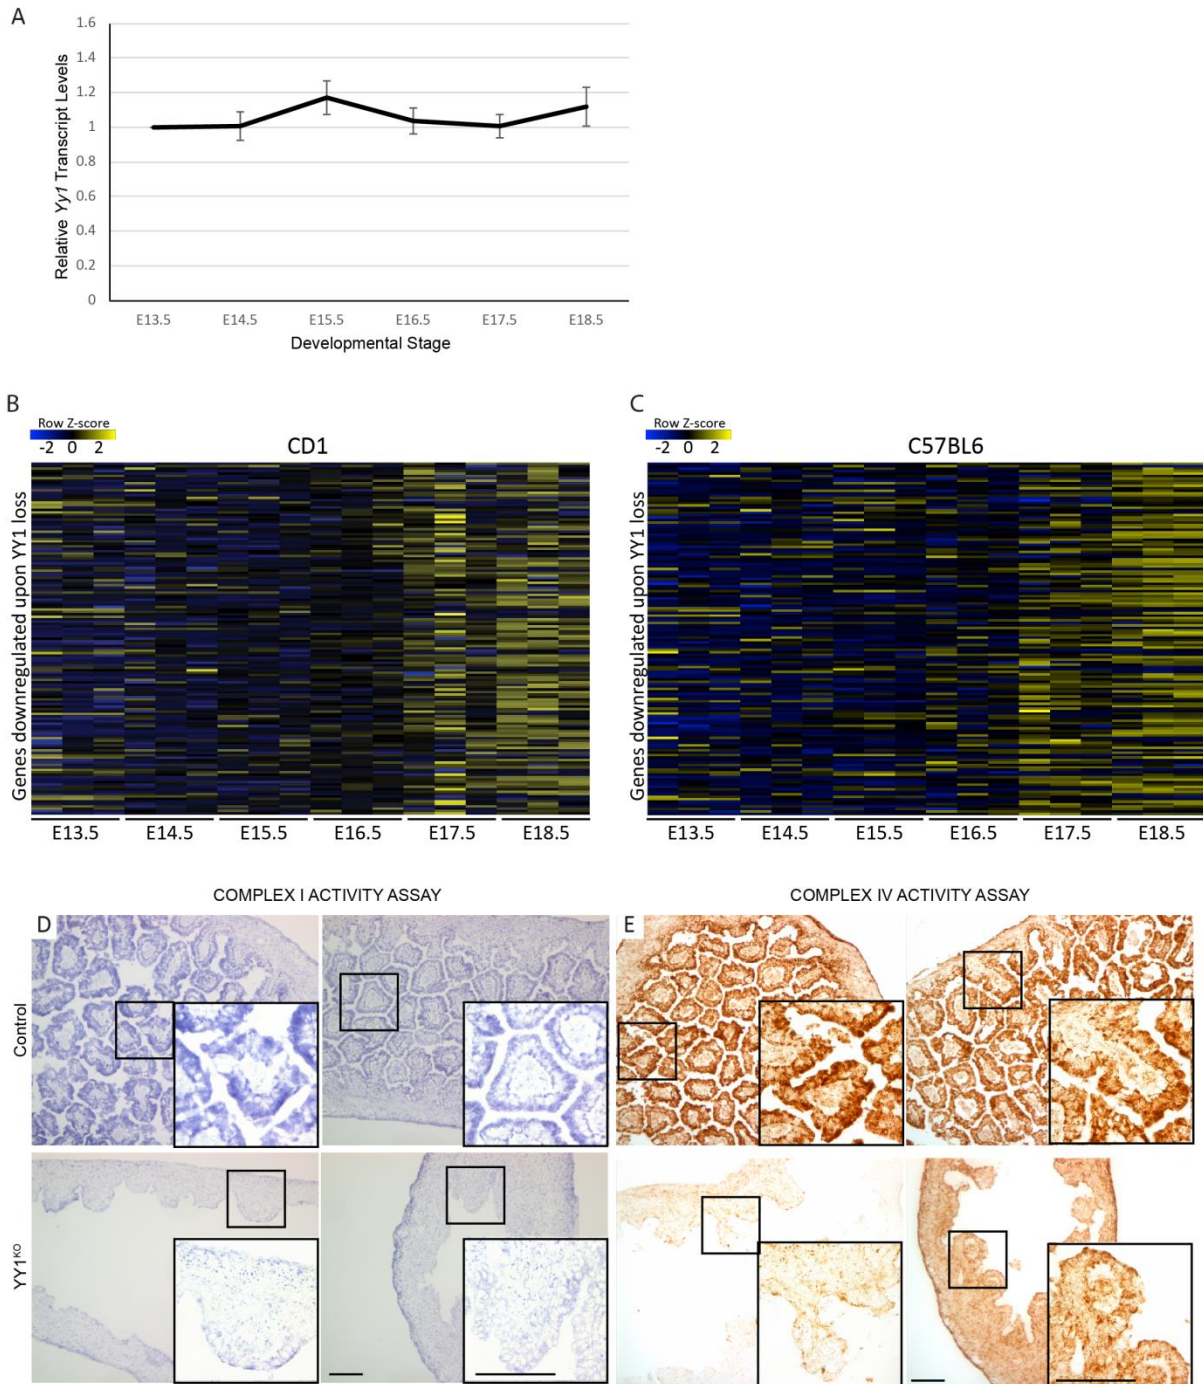 A
1.6
1.4
1.2
1
0.8
0.6
0.4
0.2
0
Relative Yy1 Transcript Levels
E13.5 E14.5 E15.5 E16.5 E17.5 E18.5
Developmental Stage
B
Row Z-score
-2 0 2
CD1
Genes downregulated upon YY1 loss
E13.5 E14.5 E15.5 E16.5 E17.5 E18.5
C
Row Z-score
-2 0 2
C57BL6
Genes downregulated upon YY1 loss
E13.5 E14.5 E15.5 E16.5 E17.5 E18.5
COMPLEX I ACTIVITY ASSAY
D
Control
YY1KO
COMPLEX IV ACTIVITY ASSAY
E